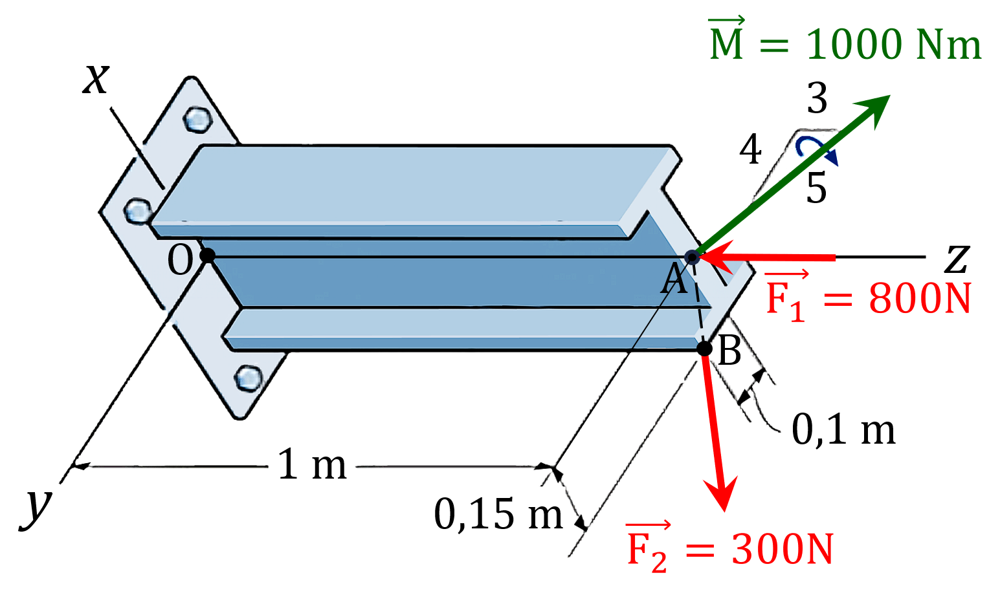 M⃗ = 1000 Nm
x
3
4
5
O
A
z
F₁⃗ = 800N
B
0,1 m
1 m
y
0,15 m
F₂⃗ = 300N